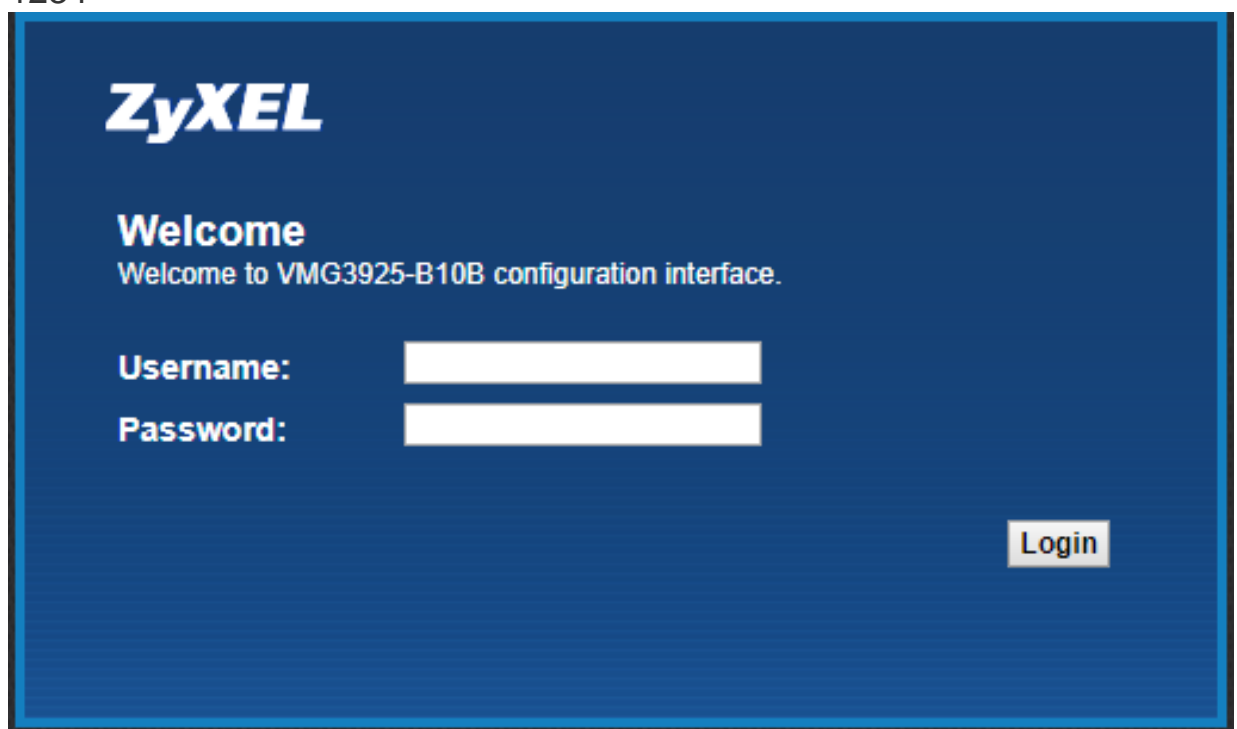 ZyXEL
Welcome
Welcome to VMG3925-B10B configuration interface.
Username:
Password:
Login